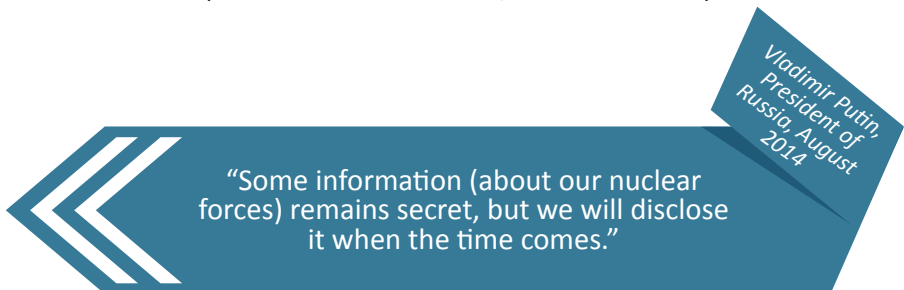 Vladimir Putin,
President of
Russia, August
2014
“Some information (about our nuclear
forces) remains secret, but we will disclose
it when the time comes.”